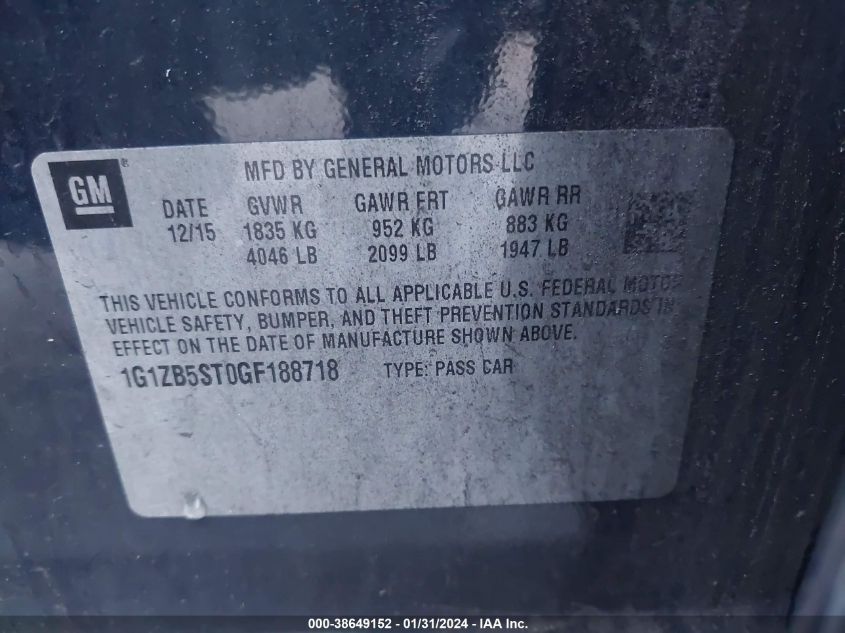 GM ®
MFD BY GENERAL MOTORS LLC
DATE GVWR GAWR FRT GAWR RR
12/15 1835 KG 952 KG 883 KG
4046 LB 2099 LB 1947 LB
THIS VEHICLE CONFORMS TO ALL APPLICABLE U.S. FEDERAL MOTOR
VEHICLE SAFETY, BUMPER, AND THEFT PREVENTION STANDARDS IN
EFFECT ON THE DATE OF MANUFACTURE SHOWN ABOVE.
1G1ZB5ST0GF188718 TYPE: PASS CAR
000-38649152 - 01/31/2024 - IAA Inc.